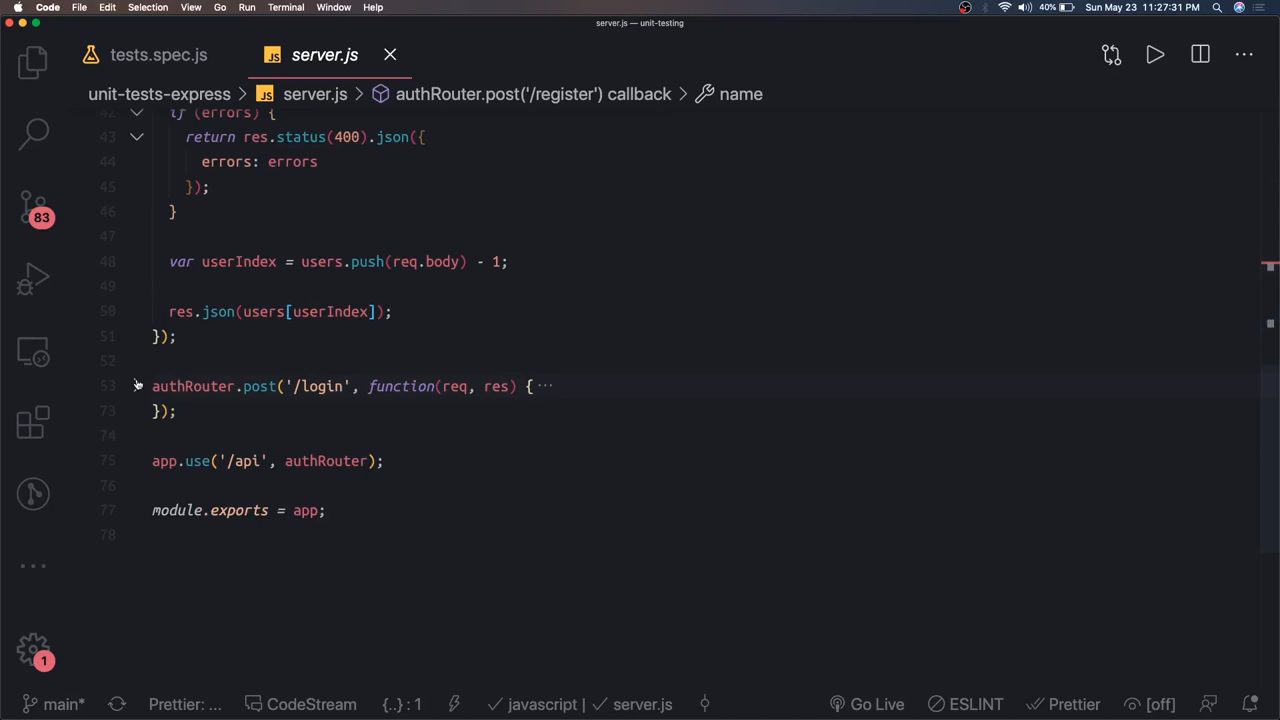 Code File Edit Selection View Go Run Terminal Window Help 40% Sun May 23 11:27:31 PM
server.js — unit-testing
tests.spec.js JS server.js
unit-tests-express > JS server.js > authRouter.post('/register') callback > name
42 if (errors) {
43 return res.status(400).json({
44 errors: errors
45 });
46 }
47
48 var userIndex = users.push(req.body) - 1;
49
50 res.json(users[userIndex]);
51 });
52
53 authRouter.post('/login', function(req, res) {···
73 });
74
75 app.use('/api', authRouter);
76
77 module.exports = app;
78
83
1
main* Prettier: ... CodeStream {..} : 1 javascript | server.js Go Live ESLINT Prettier [off]